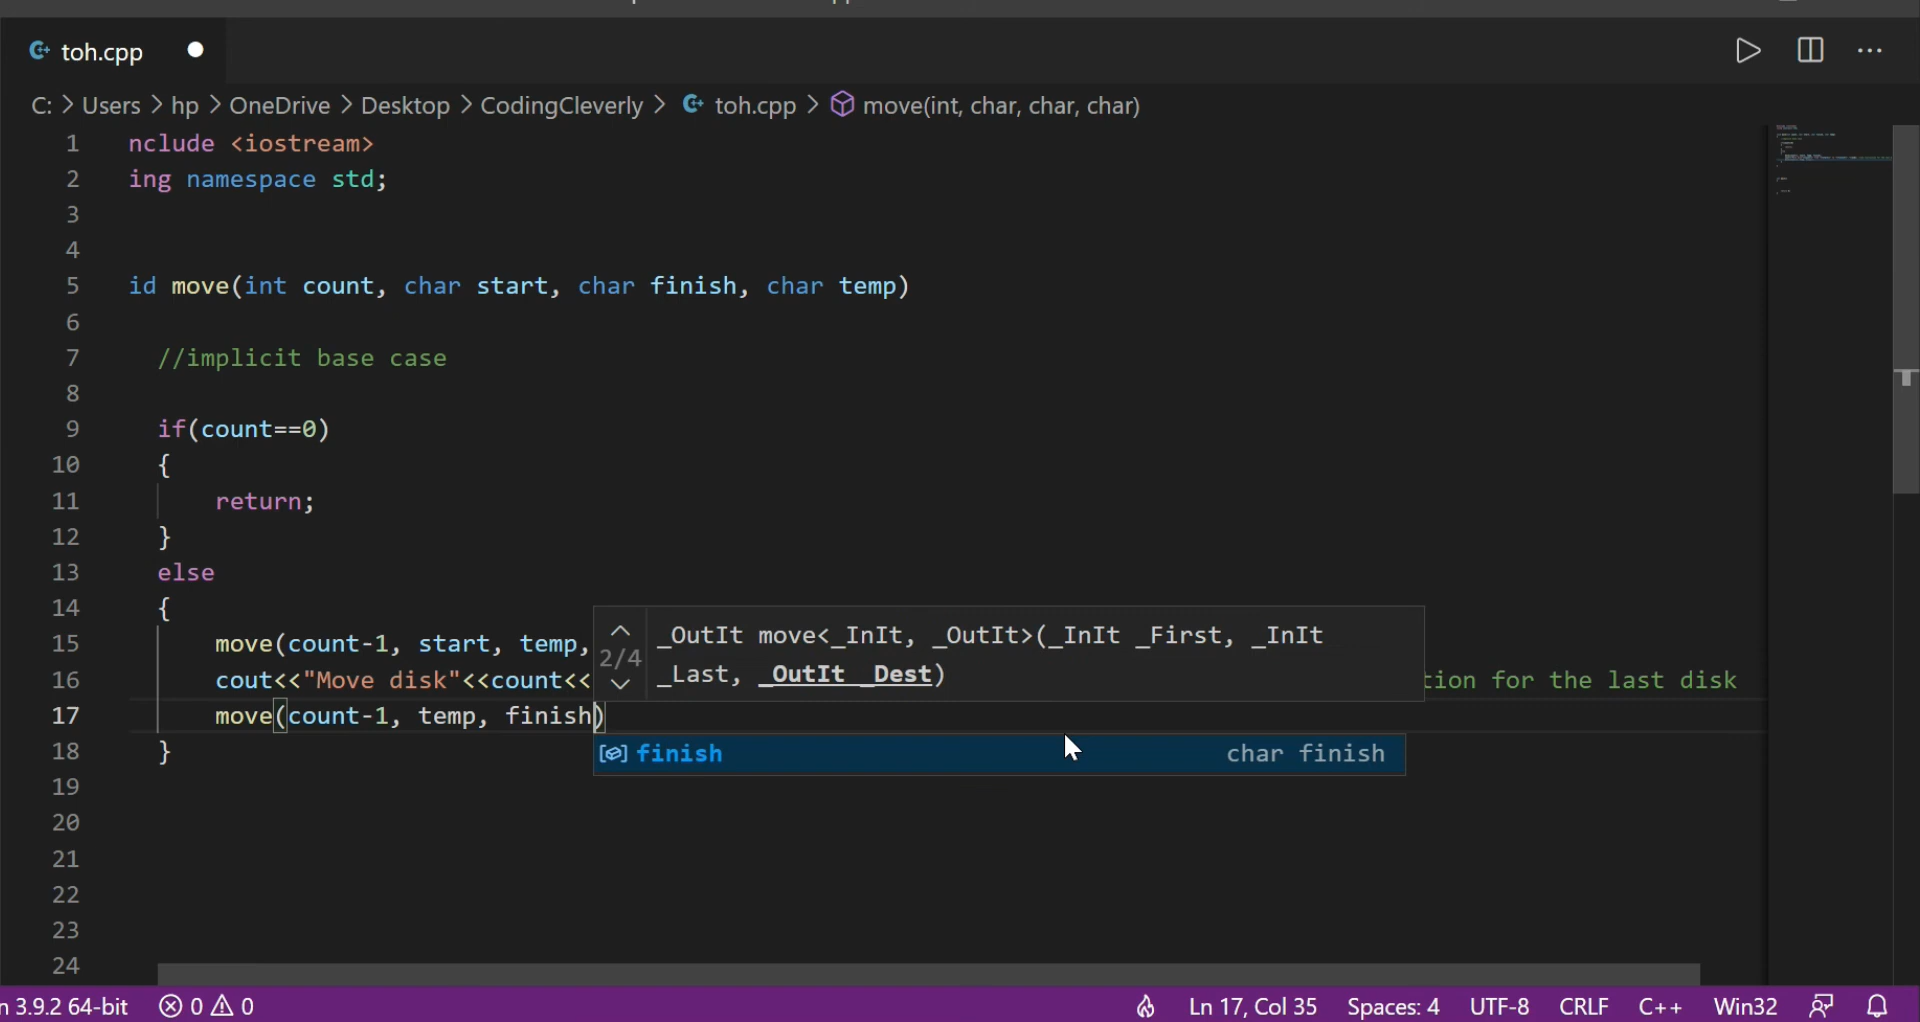 toh.cpp
C: > Users > hp > OneDrive > Desktop > CodingCleverly > toh.cpp > move(int, char, char, char)
1 nclude <iostream>
2 ing namespace std;
3
4
5 id move(int count, char start, char finish, char temp)
6
7 //implicit base case
8
9 if(count==0)
10 {
11 return;
12 }
13 else
14 {
15 move(count-1, start, temp,
_OutIt move<_InIt, _OutIt>(_InIt _First, _InIt
2/4
_Last, _OutIt _Dest)
16 cout<<"Move disk"<<count<< tion for the last disk
17 move(count-1, temp, finish)
18 }
finish char finish
19
20
21
22
23
24
n 3.9.2 64-bit 0 0 Ln 17, Col 35 Spaces: 4 UTF-8 CRLF C++ Win32